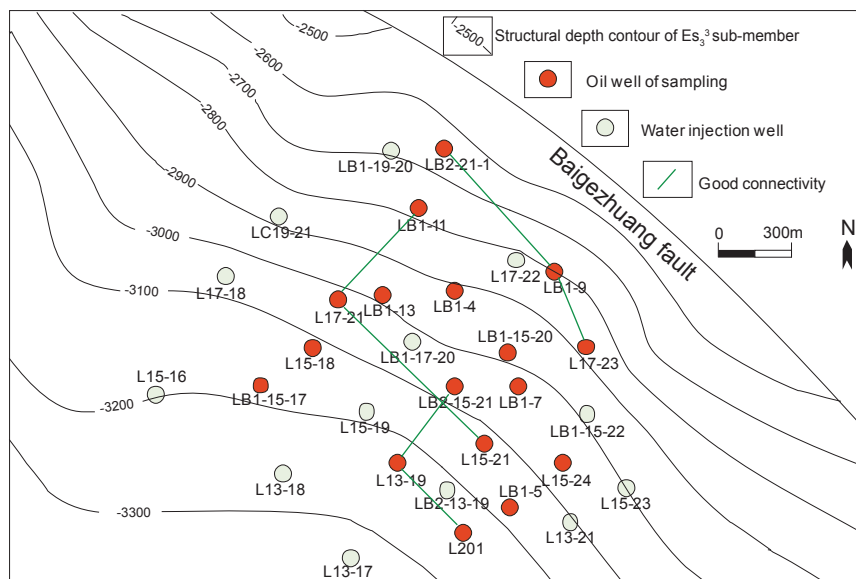 -2500
-2500
Structural depth contour of Es₃³ sub-member
-2600
Oil well of sampling
-2700
-2800
Water injection well
LB1-19-20
LB2-21-1
Baigezhuang fault
Good connectivity
-2900
LC19-21
LB1-11
0 300m
N
-3000
L17-22
LB1-9
-3100
L17-18
L17-21
LB1-13
LB1-4
L15-18
LB1-17-20
LB1-15-20
L17-23
L15-16
LB1-15-17
LB2-15-21
LB1-7
-3200
L15-19
LB1-15-22
L15-21
L13-18
L13-19
L15-24
LB2-13-19
LB1-5
L15-23
-3300
L13-21
L201
L13-17